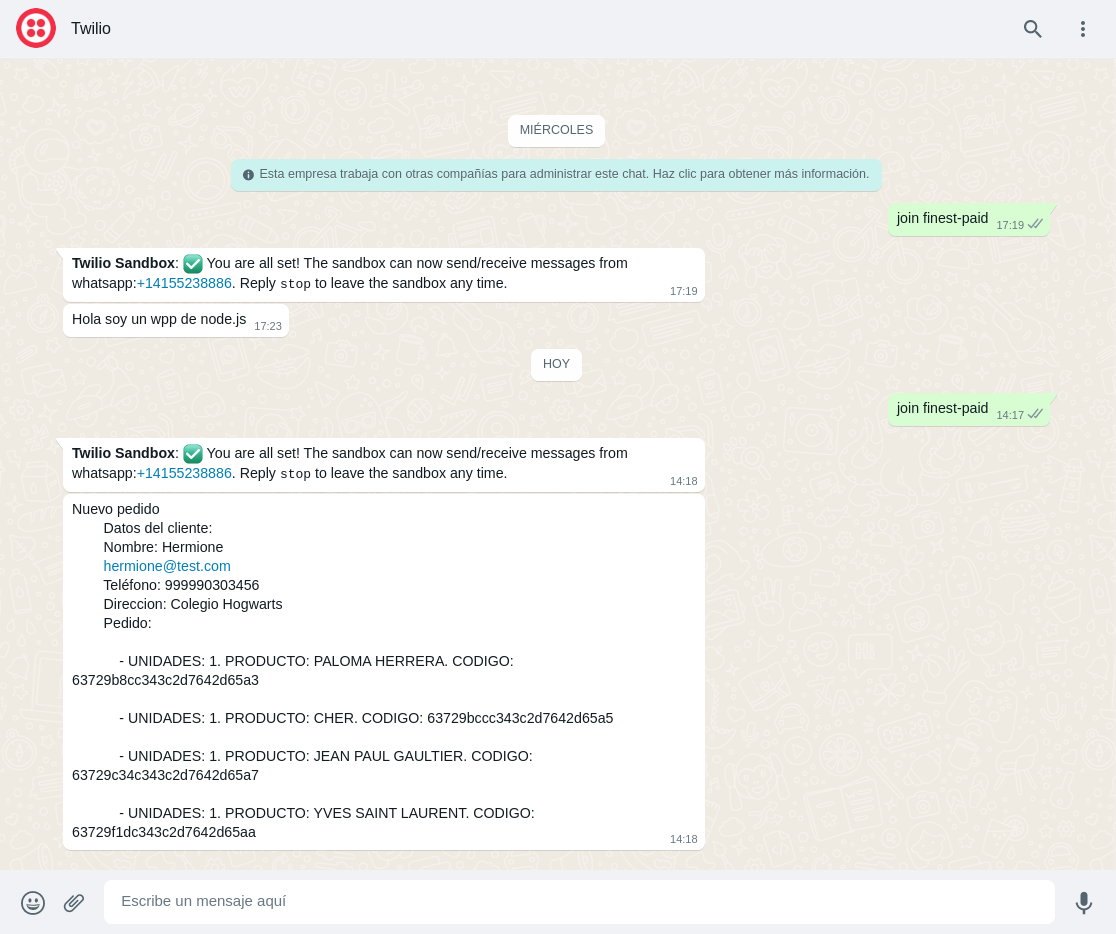 Twilio
MIÉRCOLES
Esta empresa trabaja con otras compañías para administrar este chat. Haz clic para obtener más información.
join finest-paid 17:19
Twilio Sandbox: ✅ You are all set! The sandbox can now send/receive messages from
whatsapp:+14155238886. Reply stop to leave the sandbox any time. 17:19
Hola soy un wpp de node.js 17:23
HOY
join finest-paid 14:17
Twilio Sandbox: ✅ You are all set! The sandbox can now send/receive messages from
whatsapp:+14155238886. Reply stop to leave the sandbox any time. 14:18
Nuevo pedido
Datos del cliente:
Nombre: Hermione
hermione@test.com
Teléfono: 999990303456
Direccion: Colegio Hogwarts
Pedido:
- UNIDADES: 1. PRODUCTO: PALOMA HERRERA. CODIGO:
63729b8cc343c2d7642d65a3
- UNIDADES: 1. PRODUCTO: CHER. CODIGO: 63729bccc343c2d7642d65a5
- UNIDADES: 1. PRODUCTO: JEAN PAUL GAULTIER. CODIGO:
63729c34c343c2d7642d65a7
- UNIDADES: 1. PRODUCTO: YVES SAINT LAURENT. CODIGO:
63729f1dc343c2d7642d65aa 14:18
Escribe un mensaje aquí